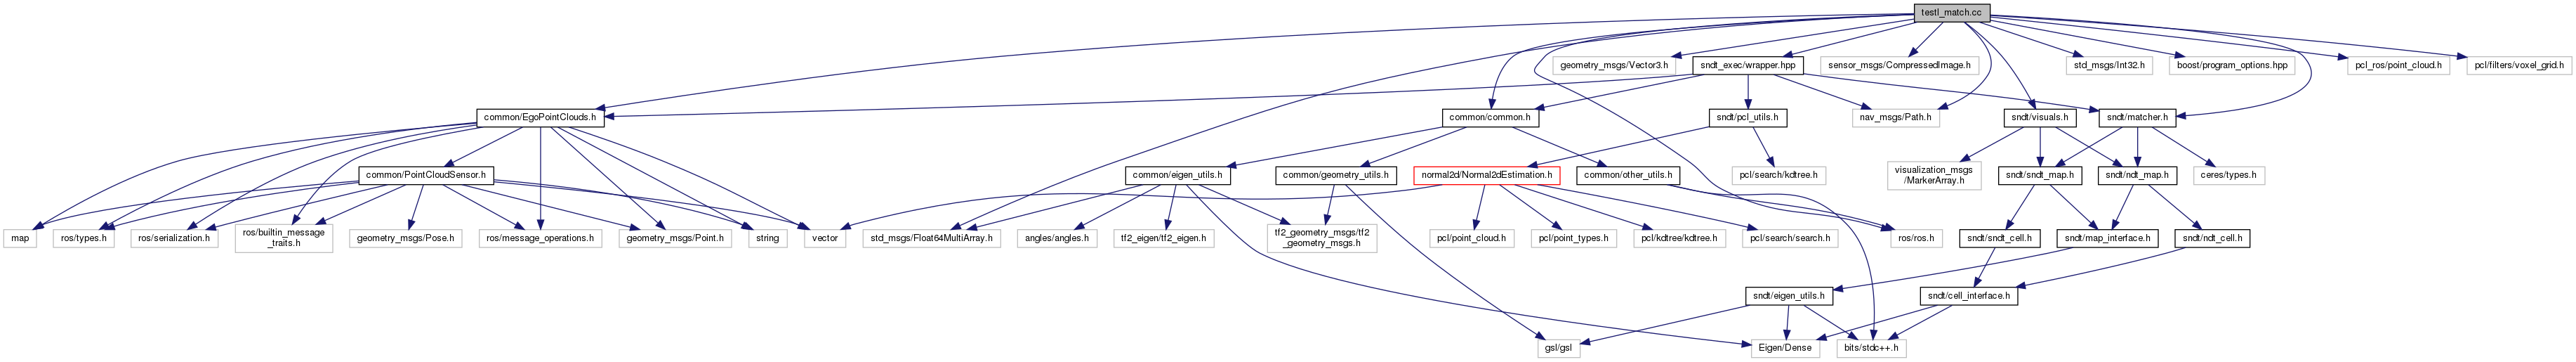 testl_match.cc
geometry_msgs/Vector3.h
sndt_exec/wrapper.hpp
sensor_msgs/CompressedImage.h
std_msgs/Int32.h
boost/program_options.hpp
pcl_ros/point_cloud.h
pcl/filters/voxel_grid.h
common/EgoPointClouds.h
common/common.h
sndt/pcl_utils.h
nav_msgs/Path.h
sndt/visuals.h
sndt/matcher.h
common/PointCloudSensor.h
common/eigen_utils.h
common/geometry_utils.h
normal2d/Normal2dEstimation.h
common/other_utils.h
pcl/search/kdtree.h
visualization_msgs
/MarkerArray.h
sndt/sndt_map.h
sndt/ndt_map.h
ceres/types.h
map
ros/types.h
ros/serialization.h
ros/builtin_message
_traits.h
geometry_msgs/Pose.h
ros/message_operations.h
geometry_msgs/Point.h
string
vector
std_msgs/Float64MultiArray.h
angles/angles.h
tf2_eigen/tf2_eigen.h
tf2_geometry_msgs/tf2
_geometry_msgs.h
pcl/point_cloud.h
pcl/point_types.h
pcl/kdtree/kdtree.h
pcl/search/search.h
ros/ros.h
sndt/sndt_cell.h
sndt/map_interface.h
sndt/ndt_cell.h
sndt/eigen_utils.h
sndt/cell_interface.h
gsl/gsl
Eigen/Dense
bits/stdc++.h